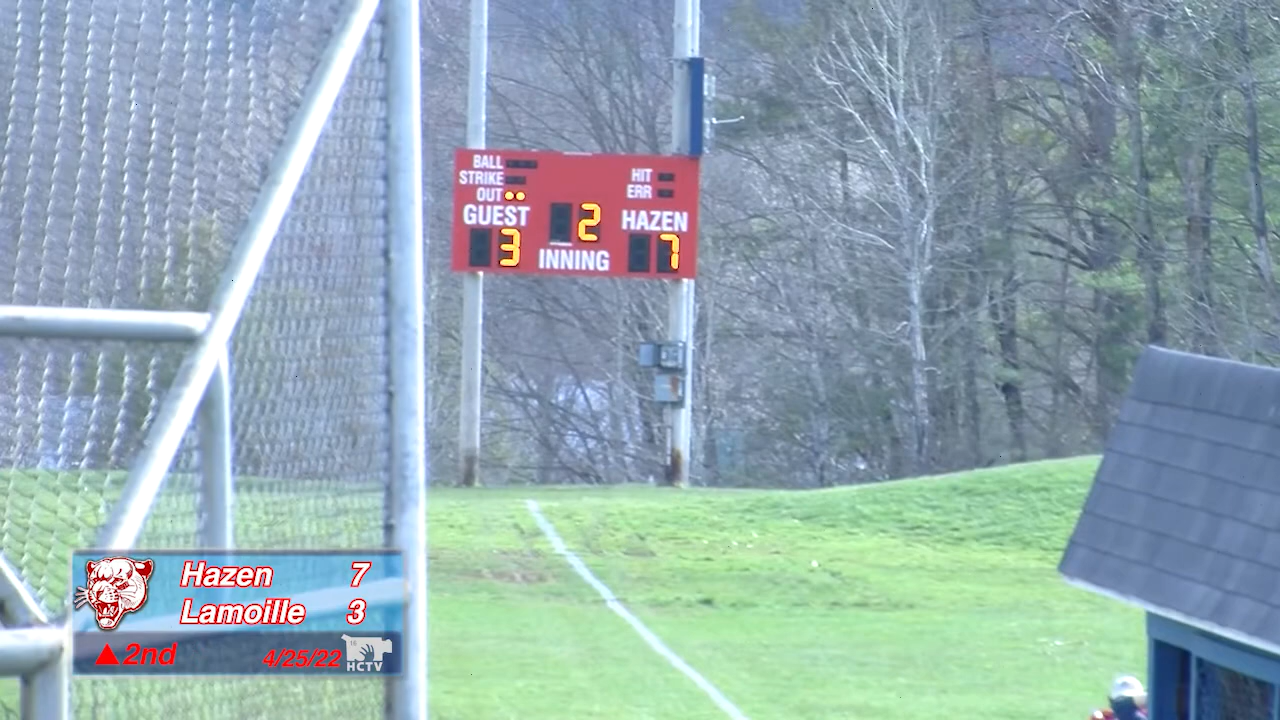 BALL
STRIKE
OUT
HIT
ERR
GUEST 2 HAZEN
3 INNING 7
Hazen 7
Lamoille 3
▲2nd 4/25/22
HCTV